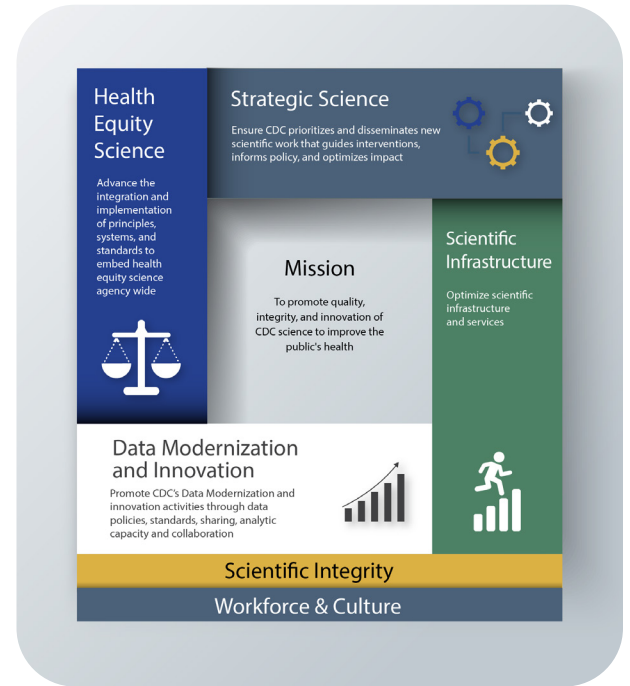 Health
Equity
Science
Advance the
integration and
implementation
of principles,
systems, and
standards to
embed health
equity science
agency wide
Strategic Science
Ensure CDC prioritizes and disseminates new
scientific work that guides interventions,
informs policy, and optimizes impact
Mission
To promote quality,
integrity, and innovation of
CDC science to improve the
public's health
Scientific
Infrastructure
Optimize scientific
infrastructure
and services
Data Modernization
and Innovation
Promote CDC's Data Modernization and
innovation activities through data
policies, standards, sharing, analytic
capacity and collaboration
Scientific Integrity
Workforce & Culture